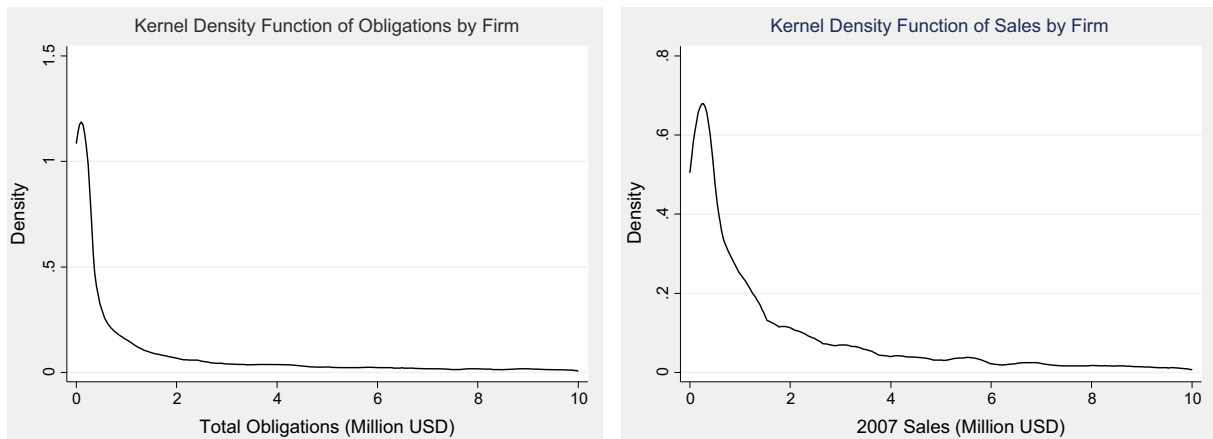 Kernel Density Function of Obligations by Firm
1.5
1
.5
0
Density
0 2 4 6 8 10
Total Obligations (Million USD)
Kernel Density Function of Sales by Firm
.8
.6
.4
.2
0
Density
0 2 4 6 8 10
2007 Sales (Million USD)